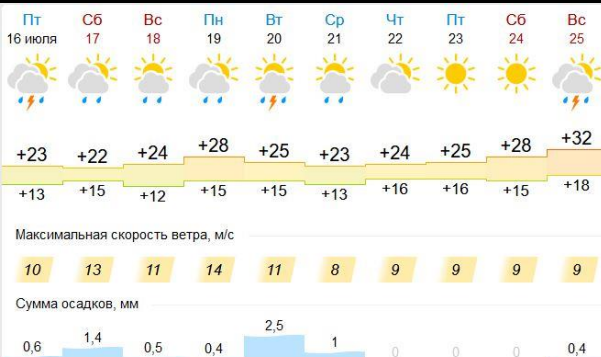 Пт Сб Вс Пн Вт Ср Чт Пт Сб Вс
16 июля 17 18 19 20 21 22 23 24 25
+23 +22 +24 +28 +25 +23 +24 +25 +28 +32
+13 +15 +12 +15 +15 +13 +16 +16 +15 +18
Максимальная скорость ветра, м/с
10 13 11 14 11 8 9 9 9 9
Сумма осадков, мм
0,6 1,4 0,5 0,4 2,5 1 0 0 0 0,4